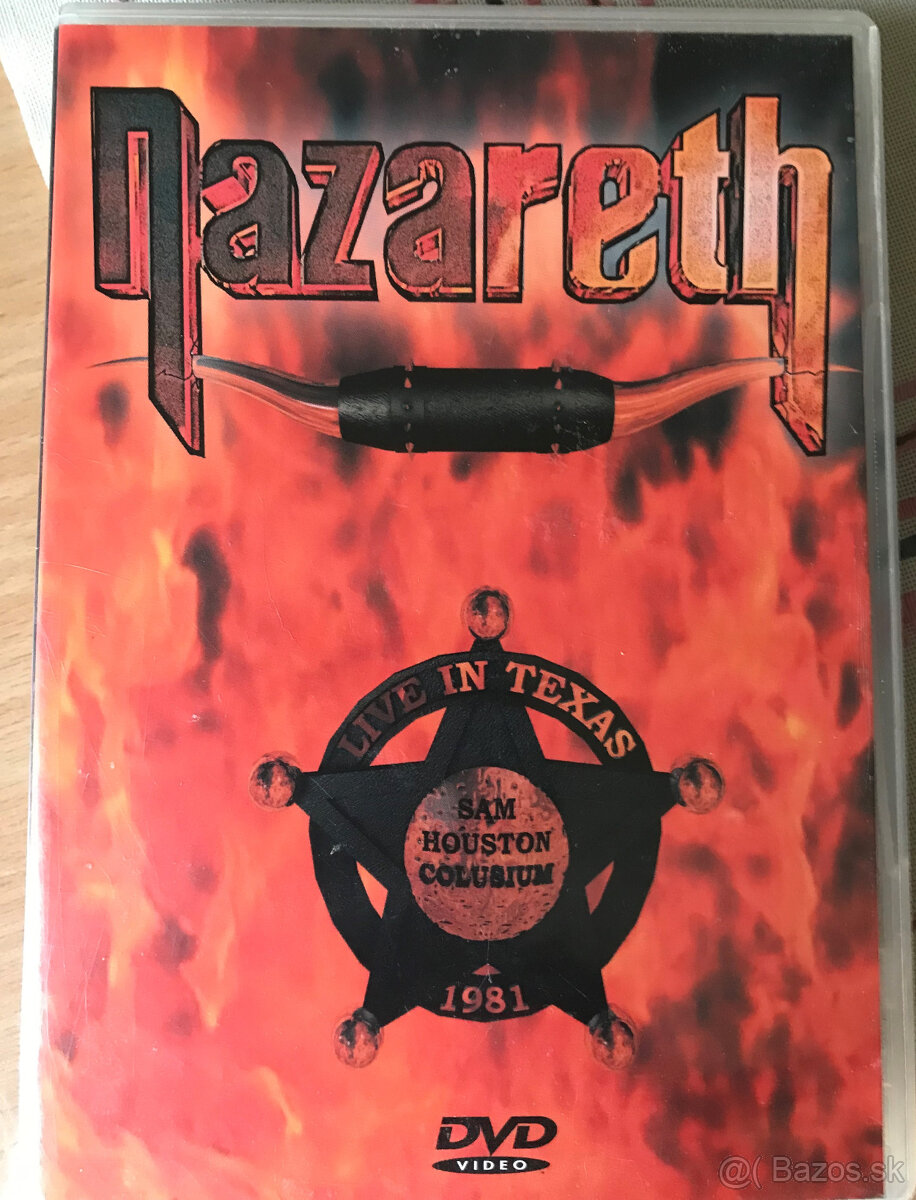 nazareth
LIVE IN TEXAS
SAM
HOUSTON
COLUSIUM
1981
DVD
VIDEO
@( Bazos.sk